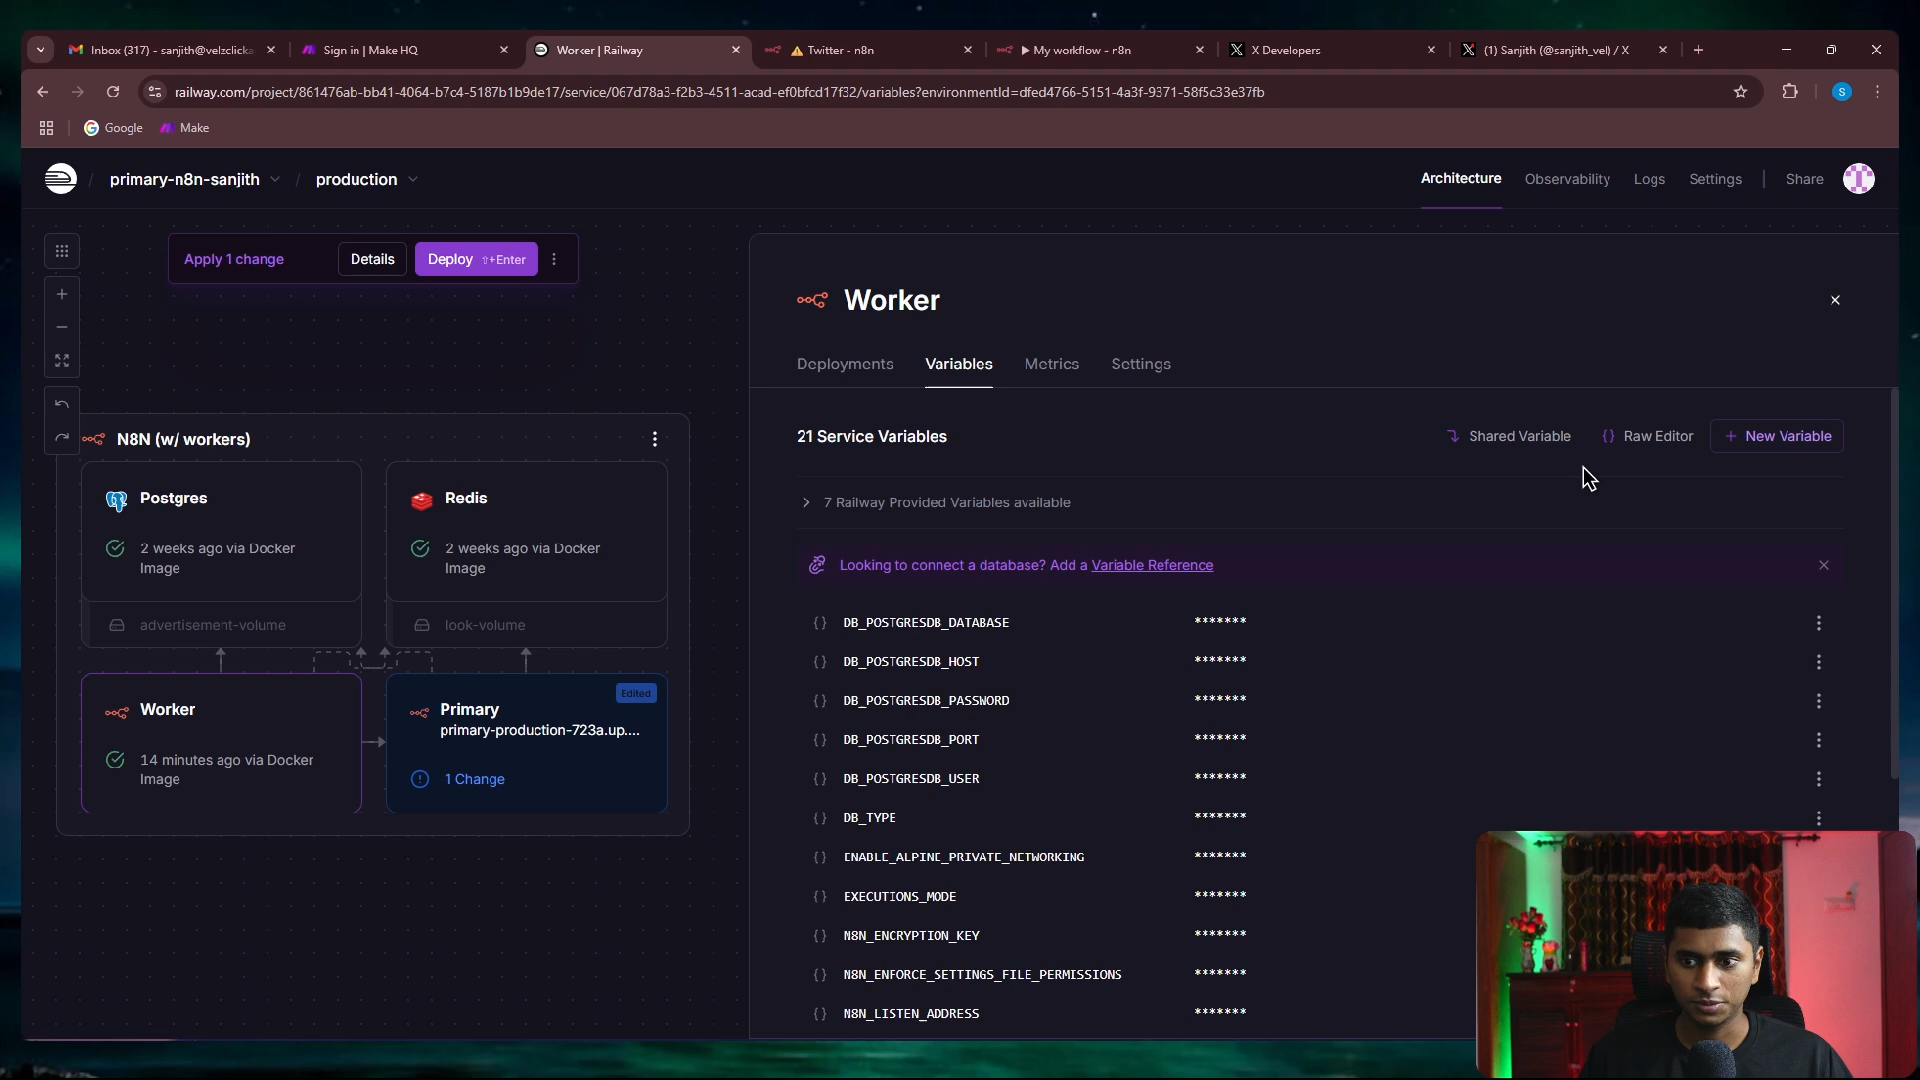 Inbox (317) - sanjith@velzclicka
Sign in | Make HQ
Worker | Railway
Twitter - n8n
My workflow - n8n
X Developers
(1) Sanjith (@sanjith_vel) / X
railway.com/project/861476ab-bb41-4064-b7c4-5187b1b9de17/service/067d78a3-f2b3-4511-acad-ef0bfcd17f32/variables?environmentId=dfed4766-5151-4a3f-9371-58f5c33e37fb
S
Google
Make
/ primary-n8n-sanjith / production
Architecture
Observability
Logs
Settings
Share
Apply 1 change
Details
Deploy ⇧+Enter
N8N (w/ workers)
Postgres
2 weeks ago via Docker
Image
advertisement-volume
Redis
2 weeks ago via Docker
Image
look-volume
Worker
14 minutes ago via Docker
Image
Edited
Primary
primary-production-723a.up....
1 Change
Worker
Deployments
Variables
Metrics
Settings
21 Service Variables
Shared Variable
{} Raw Editor
+ New Variable
7 Railway Provided Variables available
Looking to connect a database? Add a Variable Reference
{} DB_POSTGRESDB_DATABASE *******
{} DB_POSTGRESDB_HOST *******
{} DB_POSTGRESDB_PASSWORD *******
{} DB_POSTGRESDB_PORT *******
{} DB_POSTGRESDB_USER *******
{} DB_TYPE *******
{} ENABLE_ALPINE_PRIVATE_NETWORKING *******
{} EXECUTIONS_MODE *******
{} N8N_ENCRYPTION_KEY *******
{} N8N_ENFORCE_SETTINGS_FILE_PERMISSIONS *******
{} N8N_LISTEN_ADDRESS *******